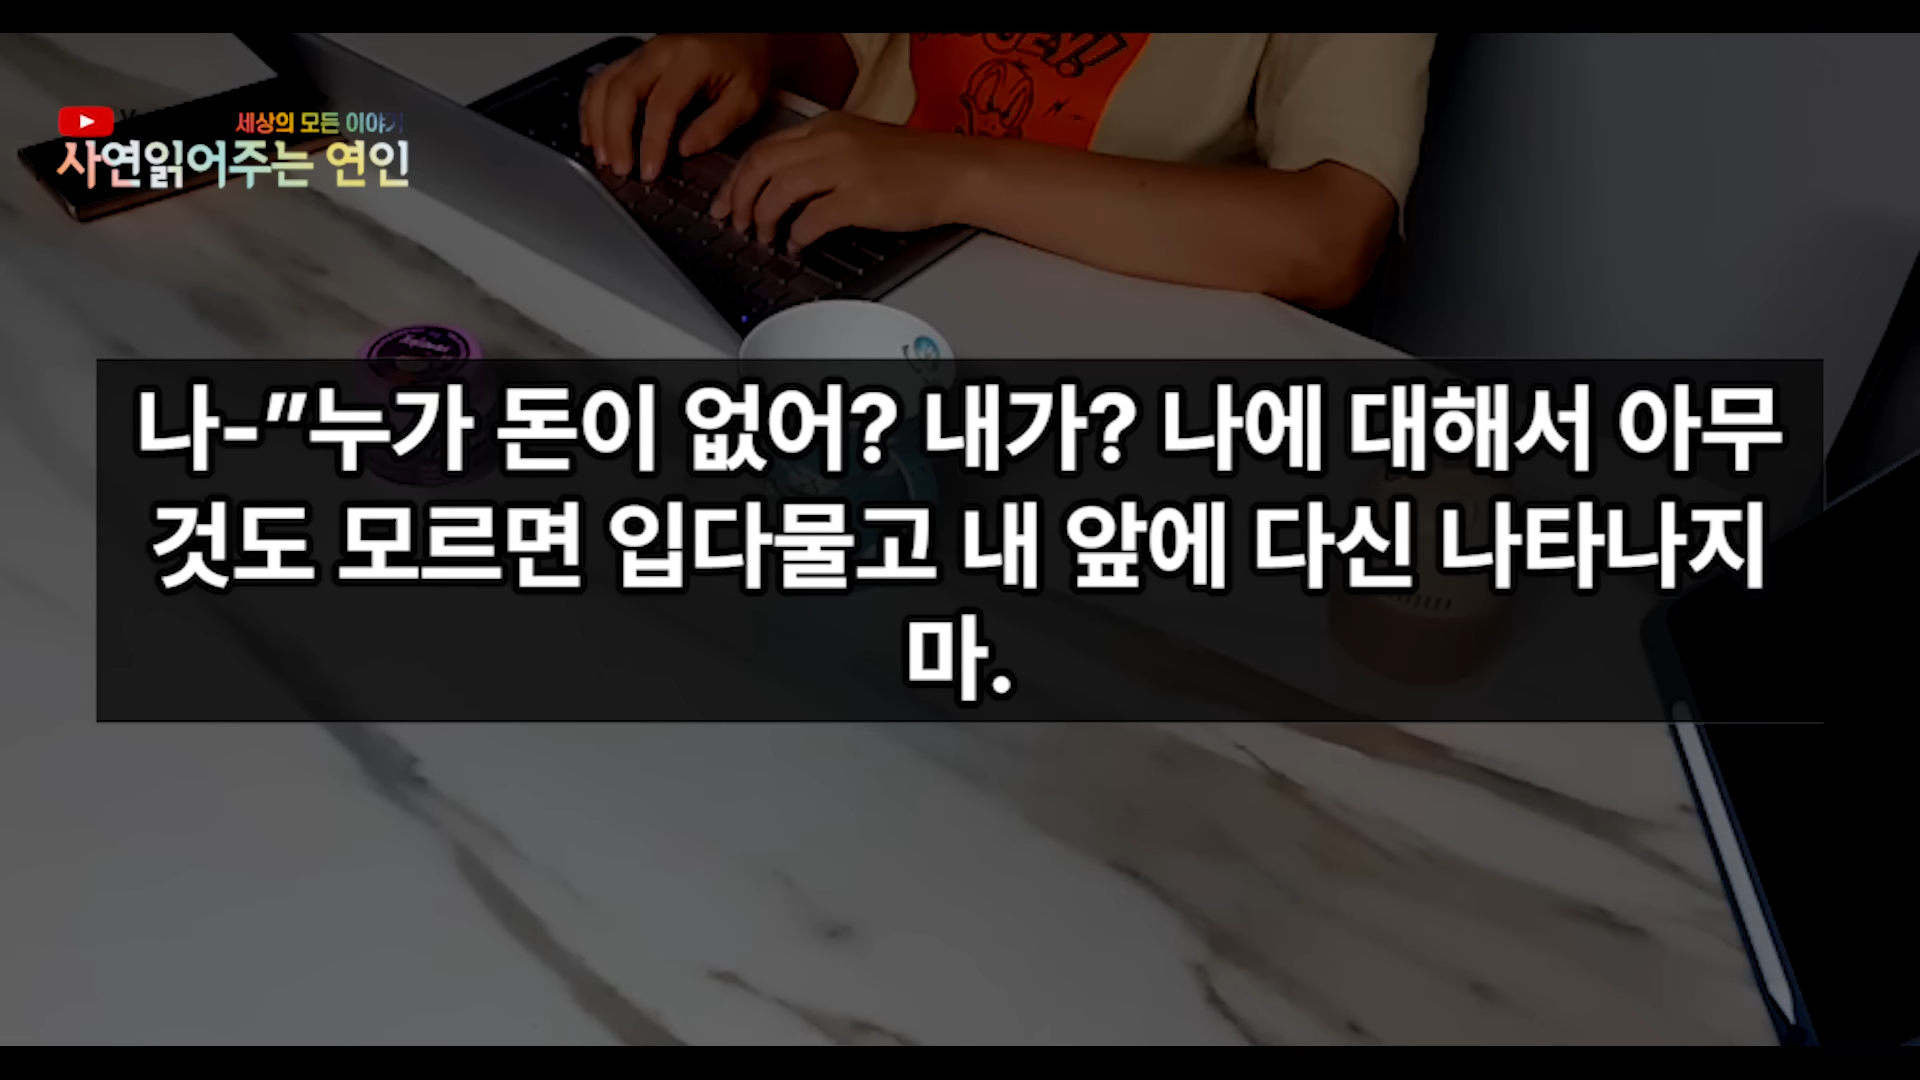 세상의 모든 이야기
사연읽어주는 연인
나-"누가 돈이 없어? 내가? 나에 대해서 아무
것도 모르면 입다물고 내 앞에 다신 나타나지
마.